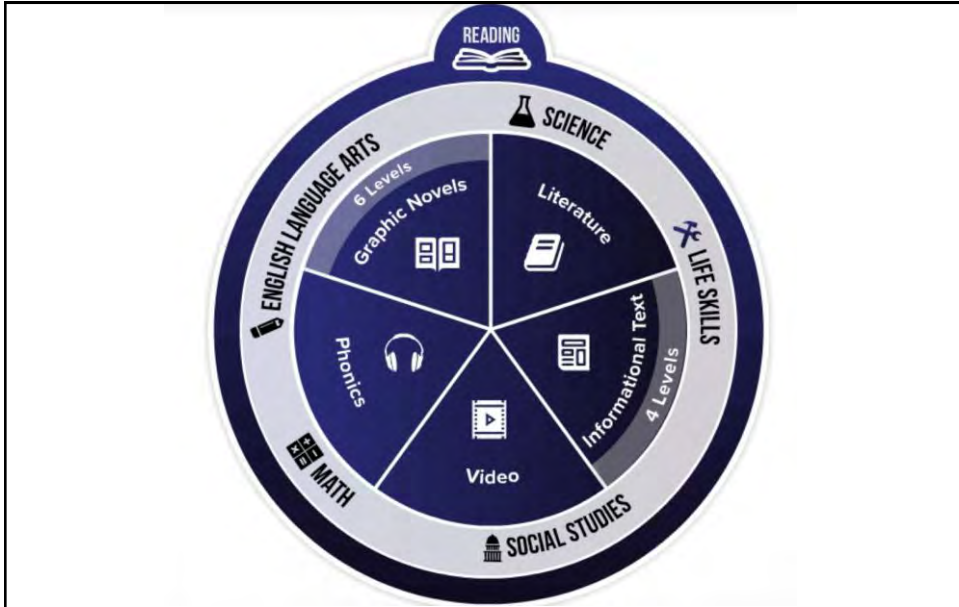 READING
SCIENCE
ENGLISH LANGUAGE ARTS
LIFE SKILLS
MATH
SOCIAL STUDIES
6 Levels
Graphic Novels
Literature
Phonics
Informational Text
4 Levels
Video